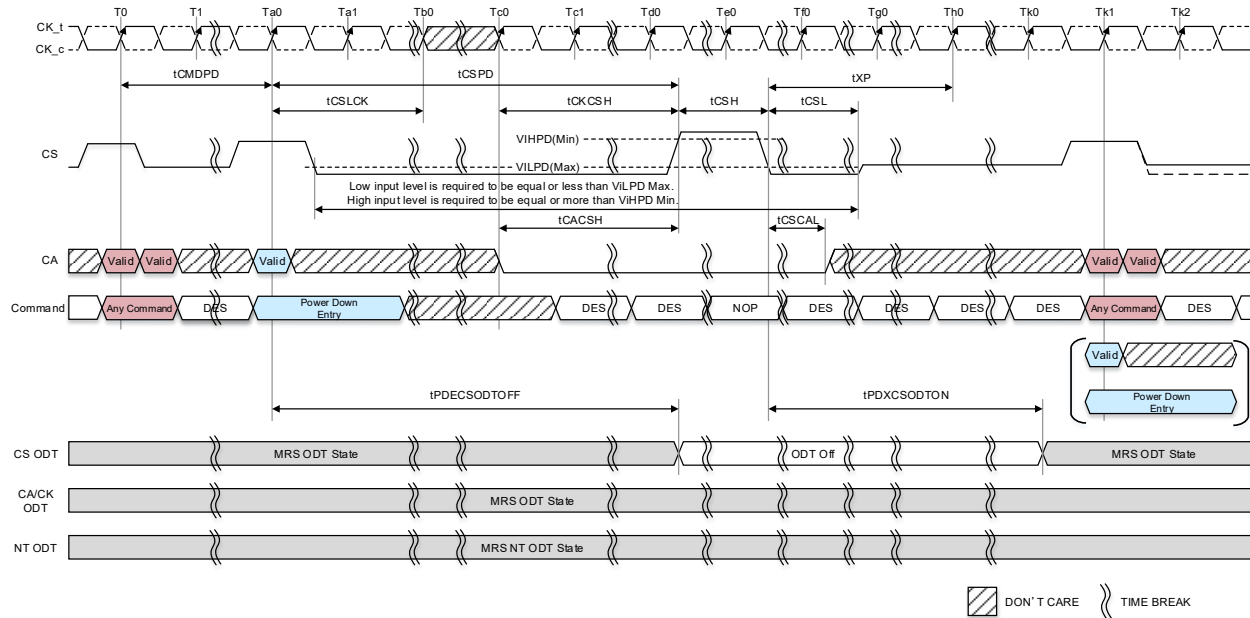 T0 T1 Ta0 Ta1 Tb0 Tc0 Tc1 Td0 Te0 Tf0 Tg0 Th0 Tk0 Tk1 Tk2
CK_t
CK_c
tCMDPD tCSPD tXP
tCSLCK tCKCSH tCSH tCSL
VIHPD(Min)
CS
VILPD(Max)
Low input level is required to be equal or less than ViLPD Max.
High input level is required to be equal or more than ViHPD Min.
tCACSH tCSCAL
CA Valid Valid Valid Valid Valid
Command Any Command DES Power Down Entry DES DES NOP DES DES DES DES Any Command DES
Valid
tPDECSODTOFF tPDXCSODTON
Power Down
Entry
CS ODT MRS ODT State ODT Off MRS ODT State
CA/CK
ODT
MRS ODT State
NT ODT MRS NT ODT State
DON'T CARE TIME BREAK